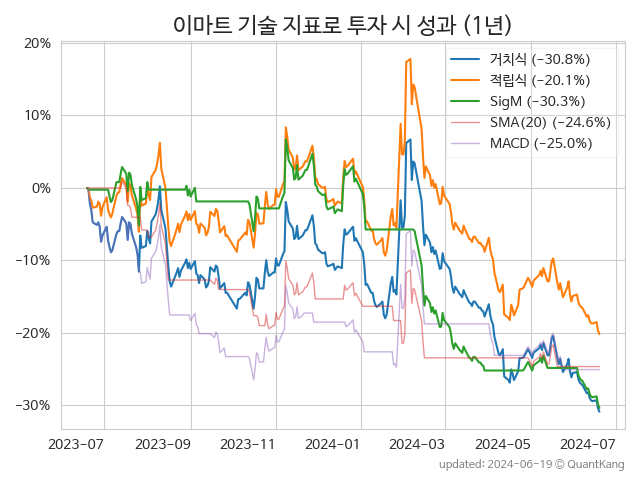 이마트 기술 지표로 투자 시 성과 (1년)
20%
10%
0%
−10%
−20%
−30%
거치식 (−30.8%)
적립식 (−20.1%)
SigM (−30.3%)
SMA(20) (−24.6%)
MACD (−25.0%)
2023-07 2023-09 2023-11 2024-01 2024-03 2024-05 2024-07
updated: 2024-06-19 © QuantKang